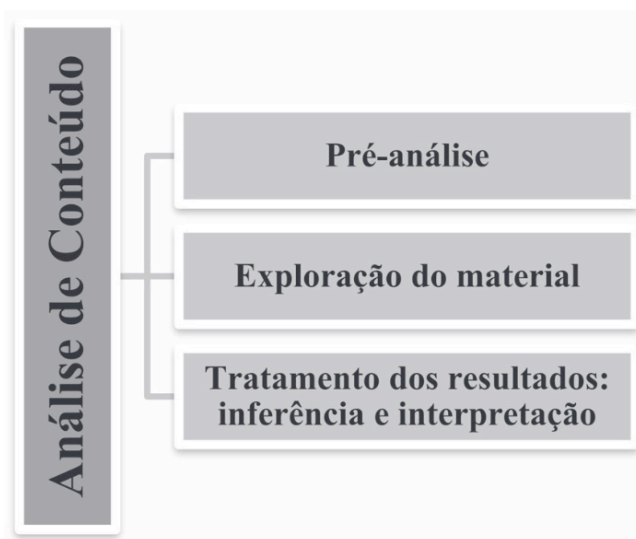 Análise de Conteúdo
Pré-análise
Exploração do material
Tratamento dos resultados:
inferência e interpretação